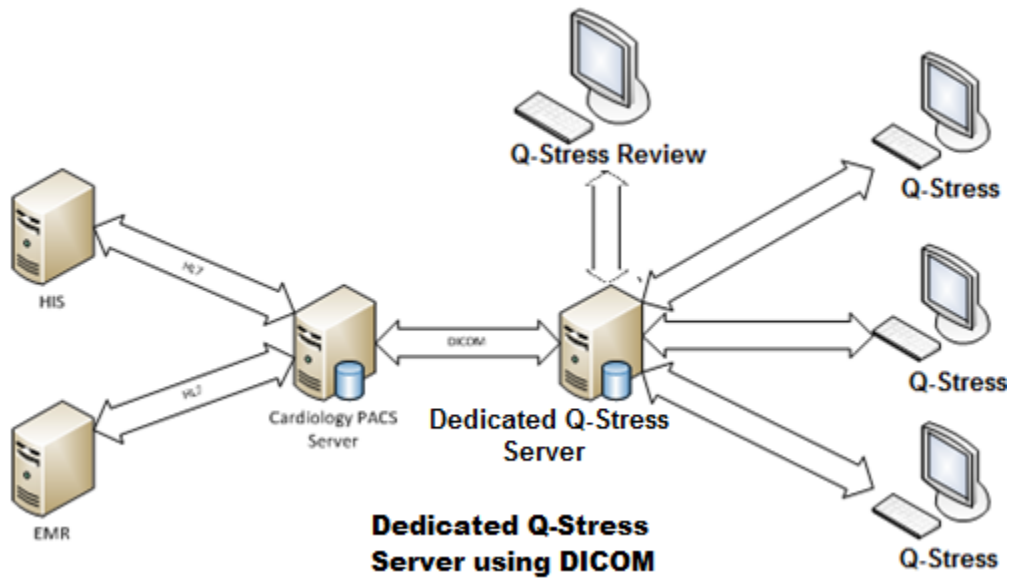 Q-Stress Review
Q-Stress
HL7
HIS
DICOM
Q-Stress
Cardiology PACS
Server
Dedicated Q-Stress
Server
HL7
EMR
Dedicated Q-Stress
Server using DICOM
Q-Stress